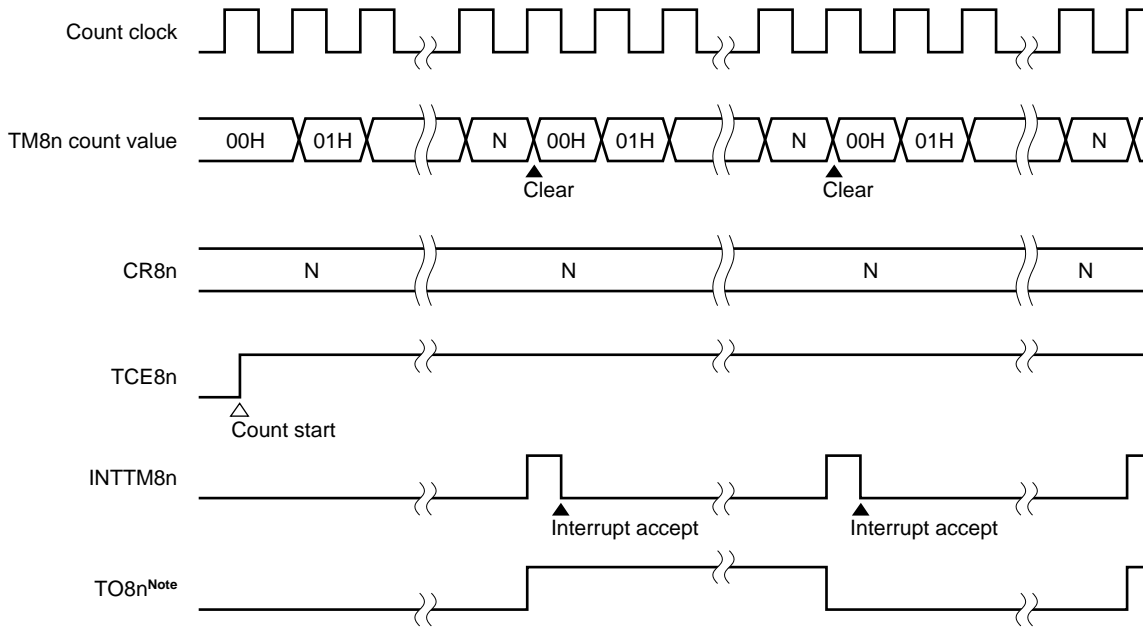 Count clock
TM8n count value
00H 01H N 00H 01H N 00H 01H N
Clear Clear
CR8n
N N N N
TCE8n
Count start
INTTM8n
Interrupt accept Interrupt accept
TO8nNote